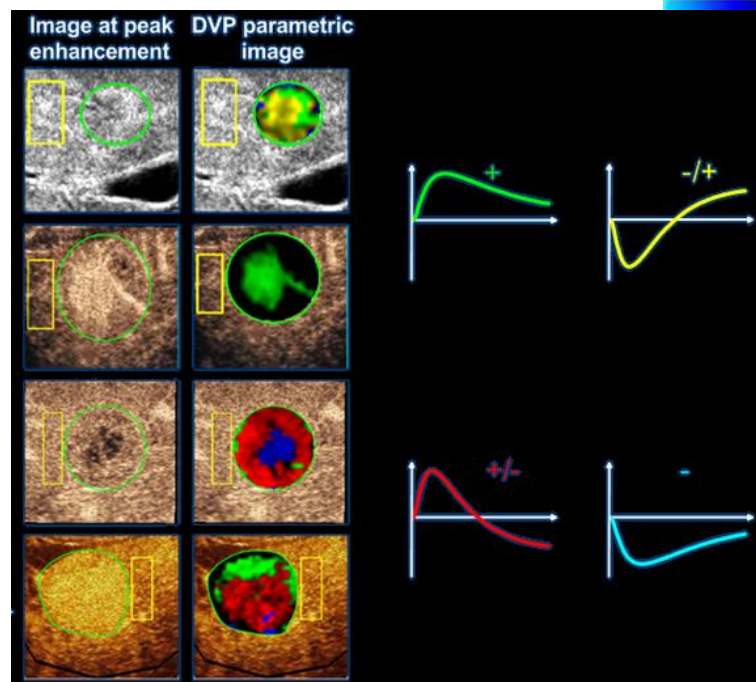 Image at peak
enhancement
DVP parametric
image
+
-/+
+/-
-